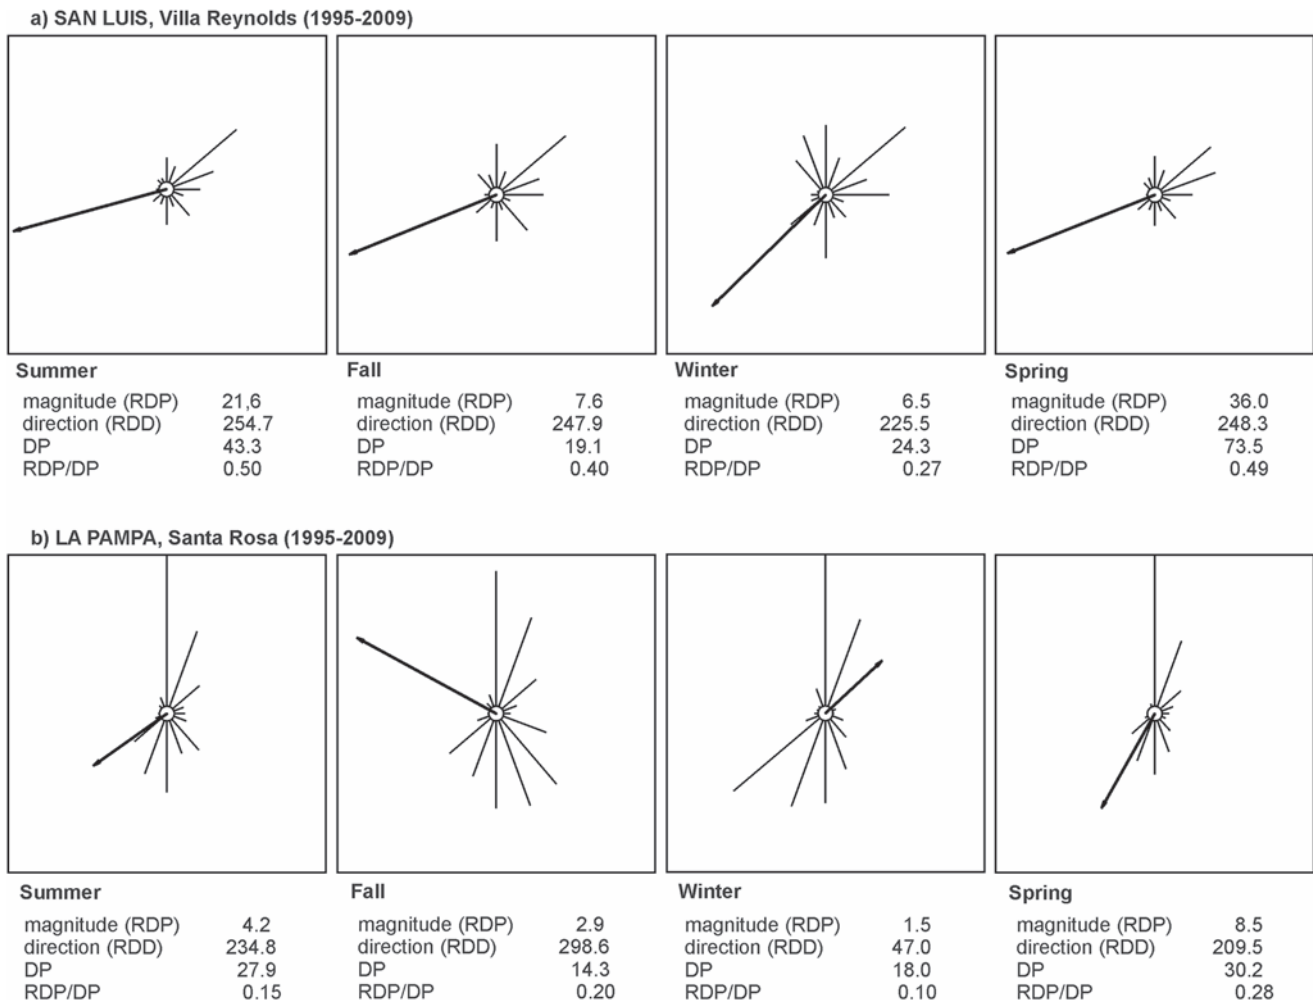 a) SAN LUIS, Villa Reynolds (1995-2009)
Summer
magnitude (RDP) 21,6
direction (RDD) 254.7
DP 43.3
RDP/DP 0.50
Fall
magnitude (RDP) 7.6
direction (RDD) 247.9
DP 19.1
RDP/DP 0.40
Winter
magnitude (RDP) 6.5
direction (RDD) 225.5
DP 24.3
RDP/DP 0.27
Spring
magnitude (RDP) 36.0
direction (RDD) 248.3
DP 73.5
RDP/DP 0.49
b) LA PAMPA, Santa Rosa (1995-2009)
Summer
magnitude (RDP) 4.2
direction (RDD) 234.8
DP 27.9
RDP/DP 0.15
Fall
magnitude (RDP) 2.9
direction (RDD) 298.6
DP 14.3
RDP/DP 0.20
Winter
magnitude (RDP) 1.5
direction (RDD) 47.0
DP 18.0
RDP/DP 0.10
Spring
magnitude (RDP) 8.5
direction (RDD) 209.5
DP 30.2
RDP/DP 0.28